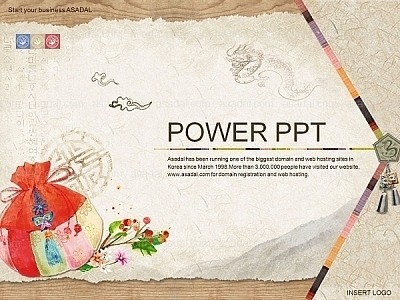 Start your business ASADAL
POWER PPT
Asadal has been running one of the biggest domain and web hosting sites in
Korea since March 1998.More than 3,000,000 people have visited our website.
www.asadal.com for domain registration and web hosting.
INSERT LOGO